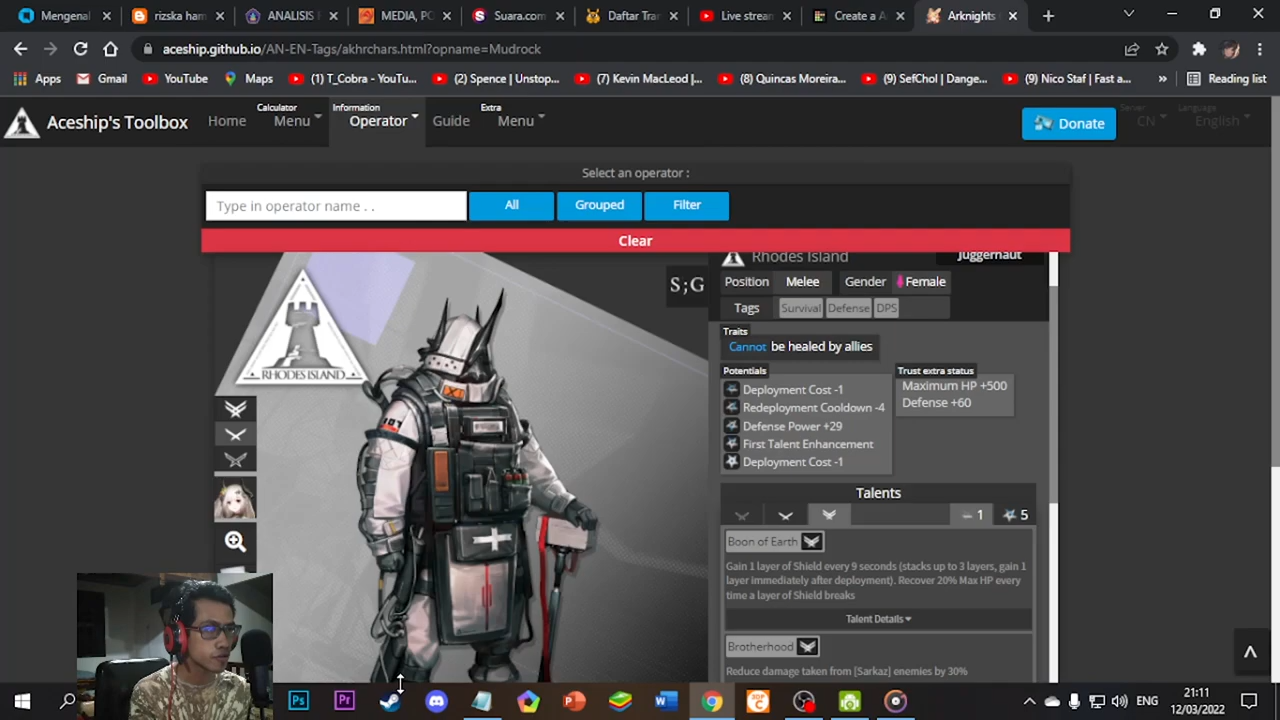 Mengenal
rizska ham
ANALISIS
MEDIA, PO
Suara.com
Daftar Tra
Live stream
Create a A
Arknights
aceship.github.io/AN-EN-Tags/akhrchars.html?opname=Mudrock
Apps
Gmail
YouTube
Maps
(1) T_Cobra - YouT...
(2) Spence | Unstop...
(7) Kevin MacLeod |...
(8) Quincas Moreira...
(9) SefChol | Dange...
(9) Nico Staf | Fast a...
»
Reading list
Aceship's Toolbox
Home
Calculator
Menu
Information
Operator
Guide
Extra
Menu
Donate
Server
CN
Language
English
Select an operator :
Type in operator name . .
All
Grouped
Filter
Clear
RHODES ISLAND
S;G
Rhodes Island
Juggernaut
Position
Melee
Gender
Female
Tags
Survival
Defense
DPS
Traits
Cannot be healed by allies
Potentials
Deployment Cost -1
Redeployment Cooldown -4
Defense Power +29
First Talent Enhancement
Deployment Cost -1
Trust extra status
Maximum HP +500
Defense +60
Talents
1
5
Boon of Earth
Gain 1 layer of Shield every 9 seconds (stacks up to 3 layers, gain 1
layer immediately after deployment). Recover 20% Max HP every
time a layer of Shield breaks
Talent Details
Brotherhood
Reduce damage taken from [Sarkaz] enemies by 30%
Ps
Pr
ENG
21:11
12/03/2022